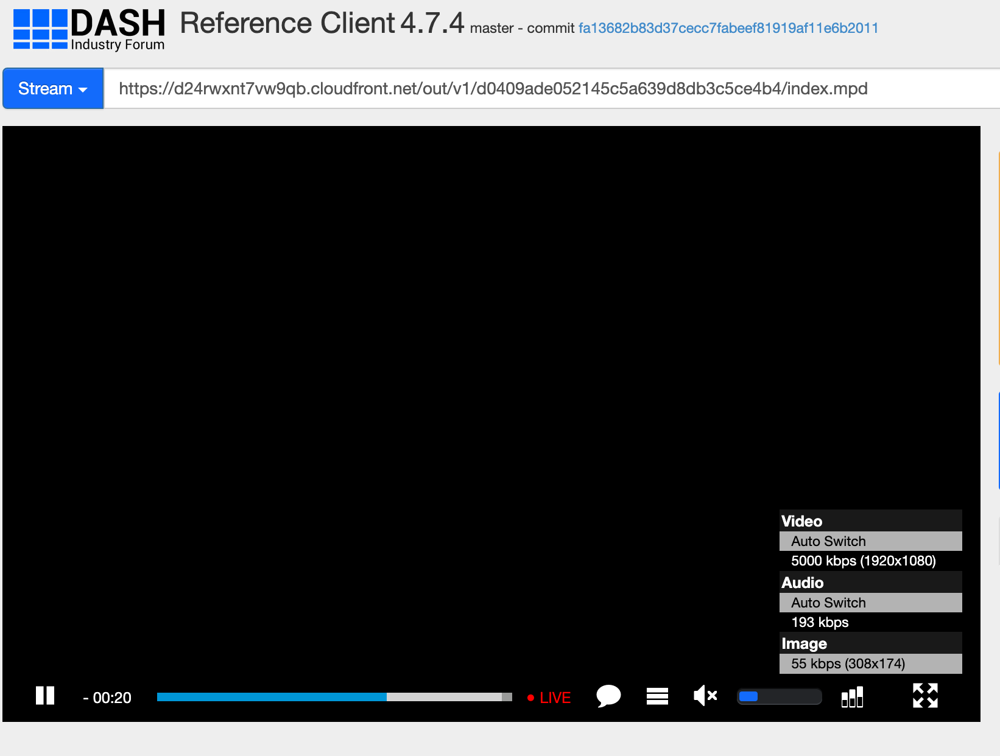 DASH
Industry Forum
Reference Client 4.7.4 master - commit fa13682b83d37cecc7fabeef81919af11e6b2011
Stream
https://d24rwxnt7vw9qb.cloudfront.net/out/v1/d0409ade052145c5a639d8db3c5ce4b4/index.mpd
Video
Auto Switch
5000 kbps (1920x1080)
Audio
Auto Switch
193 kbps
Image
55 kbps (308x174)
- 00:20
LIVE